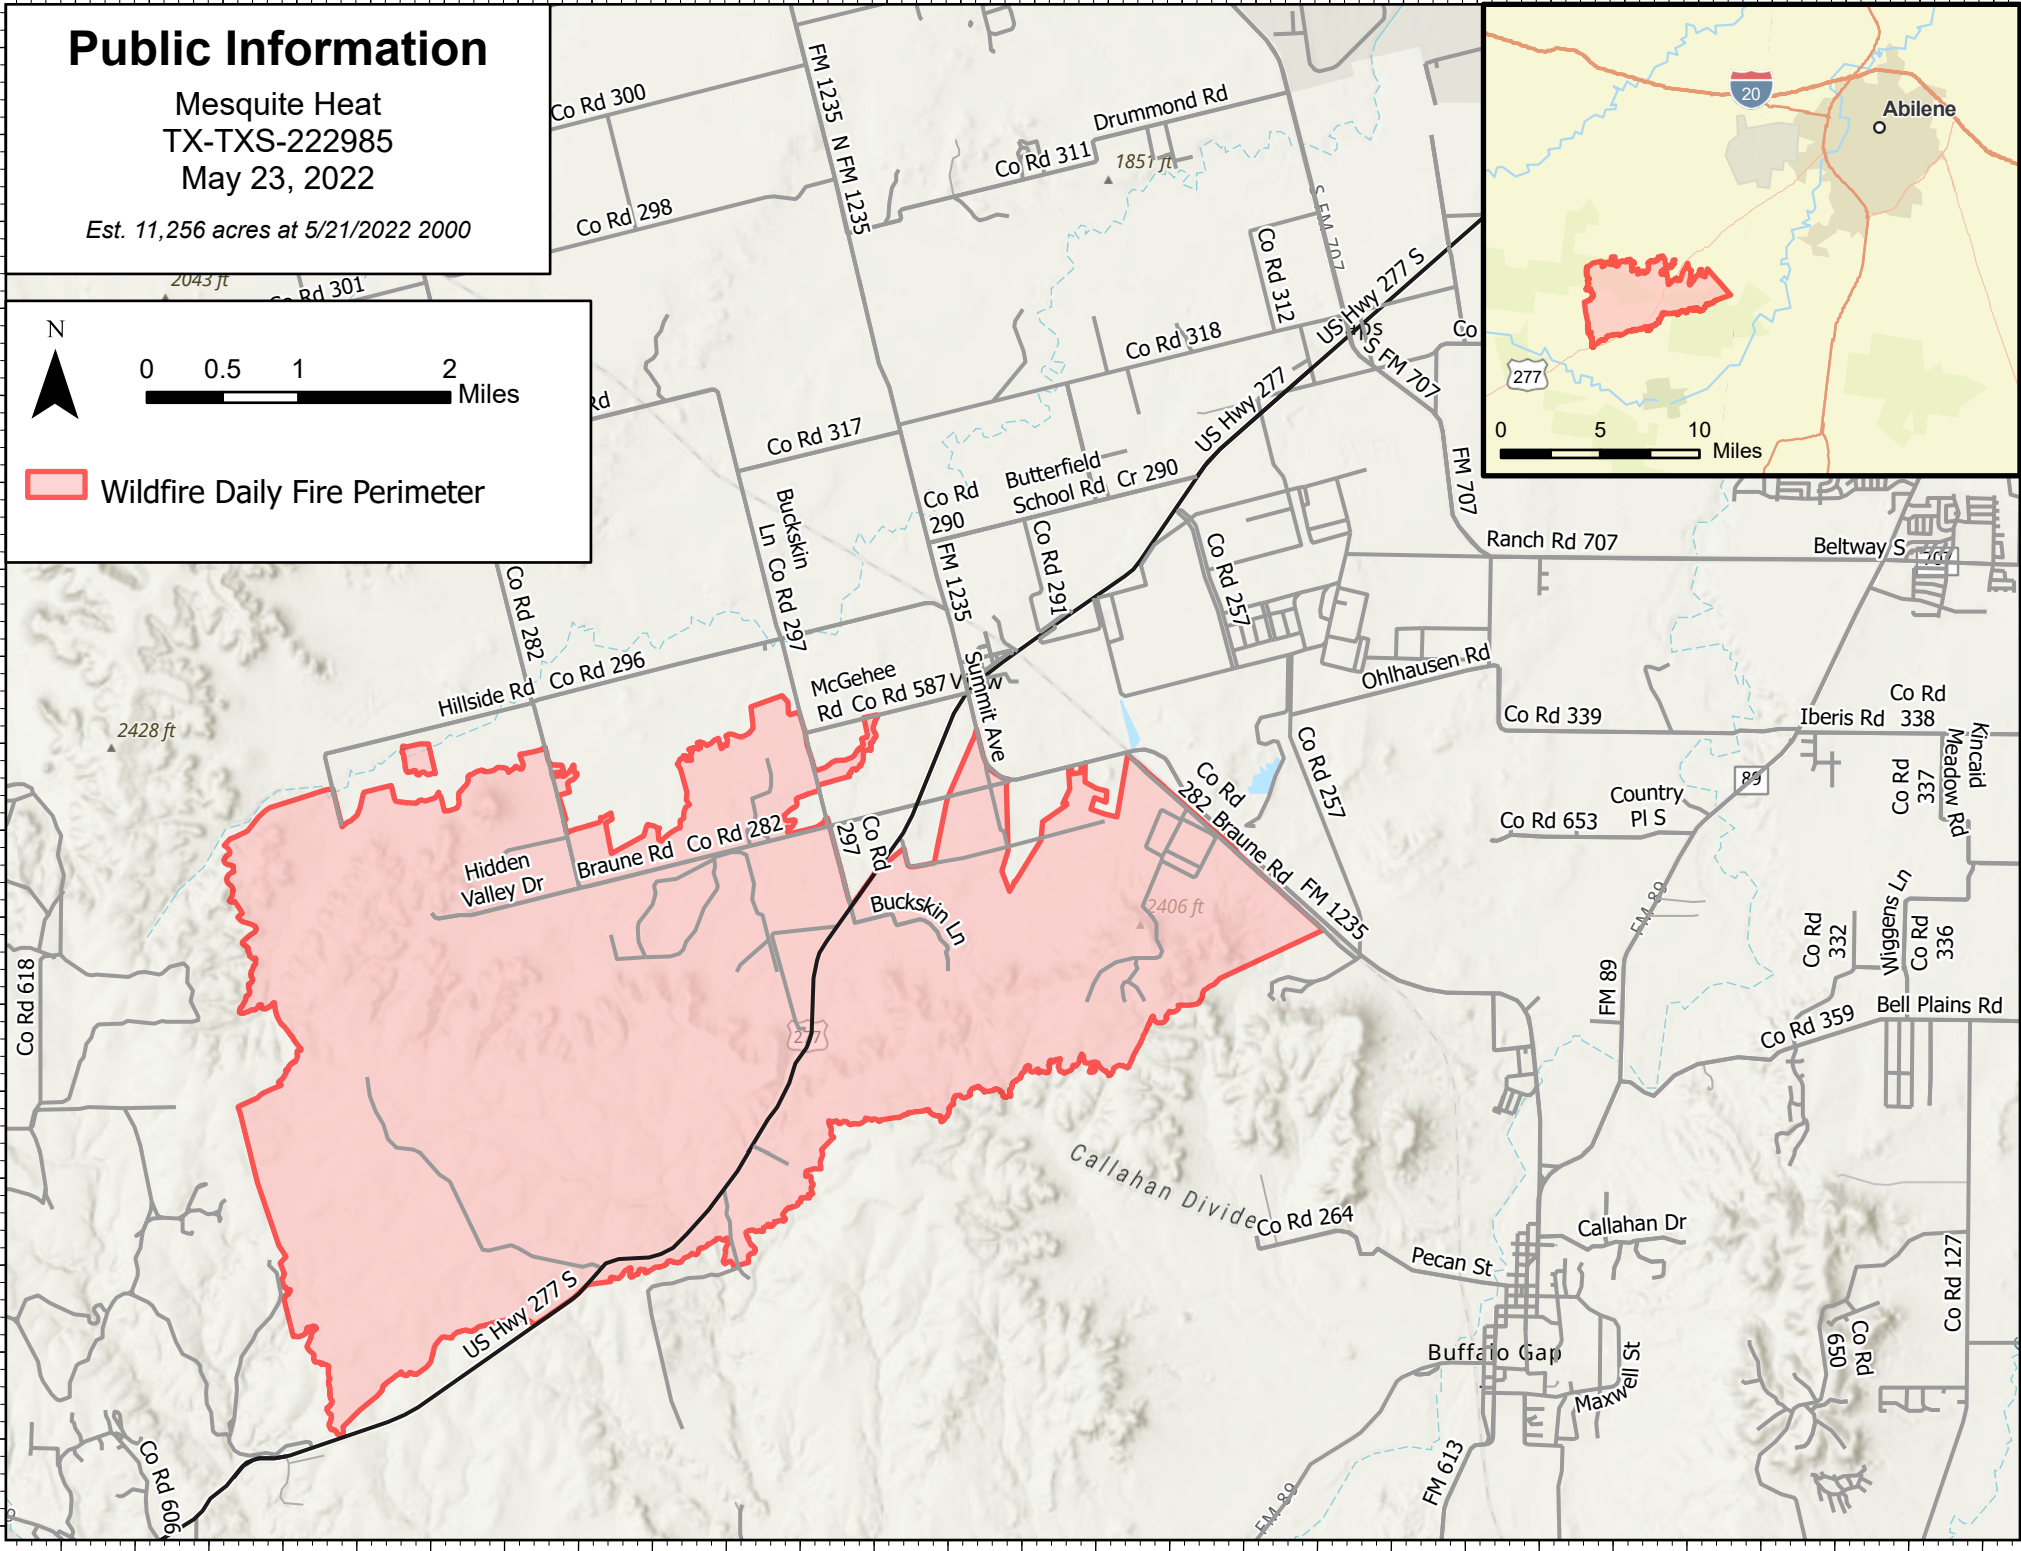 Public Information
Mesquite Heat
TX-TXS-222985
May 23, 2022
Est. 11,256 acres at 5/21/2022 2000
2043 ft
Co Rd 301
N
0 0.5 1 2
Miles
Wildfire Daily Fire Perimeter
Rd
Co Rd 300
Co Rd 298
FM 1235
N FM 1235
Drummond Rd
Co Rd 311
1851 ft
S FM 707
Co Rd 312
US Hwy 277 S
Co Rd 318
Co
S FM 707
US Hwy 277
20
Abilene
277
0 5 10
Miles
Co Rd 317
Buckskin
Ln
Co Rd 297
Co Rd
290
Butterfield
School Rd
Cr 290
FM 1235
Co Rd 291
Co Rd 257
FM 707
Ranch Rd 707
Beltway S
707
Co Rd 282
Hillside Rd
Co Rd 296
McGehee
Rd
Co Rd 587
View
Summit Ave
Ohlhausen Rd
Co Rd 339
Iberis Rd
Co Rd
338
Kincaid
Meadow Rd
Co Rd
337
89
2428 ft
Co Rd
282
Braune Rd
FM 1235
Co Rd 257
Country
Pl S
Co Rd 653
Hidden
Valley Dr
Braune Rd
Co Rd 282
Co Rd
297
Buckskin Ln
2406 ft
FM 89
FM 89
Co Rd
332
Wiggens Ln
Co Rd
336
Bell Plains Rd
Co Rd 359
Co Rd 618
277
Callahan Divide
Co Rd 264
Pecan St
Callahan Dr
Co Rd 127
US Hwy 277 S
Buffalo Gap
Maxwell St
Co Rd
650
Co Rd 606
FM 613
FM 89